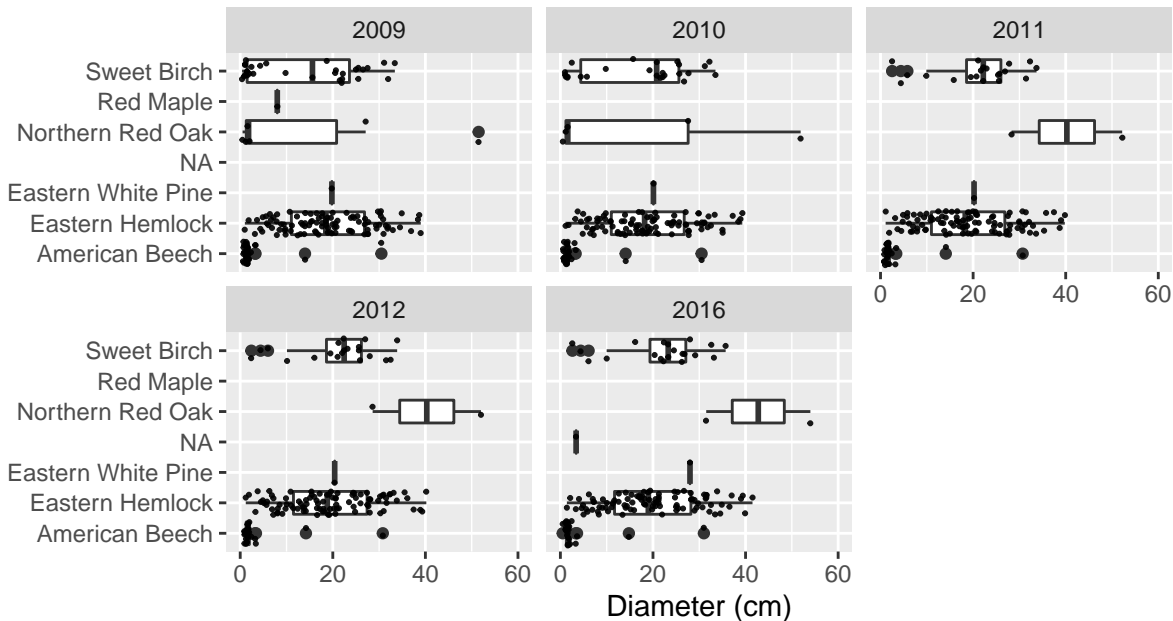 2009 2010 2011
Sweet Birch
Red Maple
Northern Red Oak
NA
Eastern White Pine
Eastern Hemlock
American Beech
0 20 40 60
2012 2016
Sweet Birch
Red Maple
Northern Red Oak
NA
Eastern White Pine
Eastern Hemlock
American Beech
0 20 40 60 0 20 40 60
Diameter (cm)